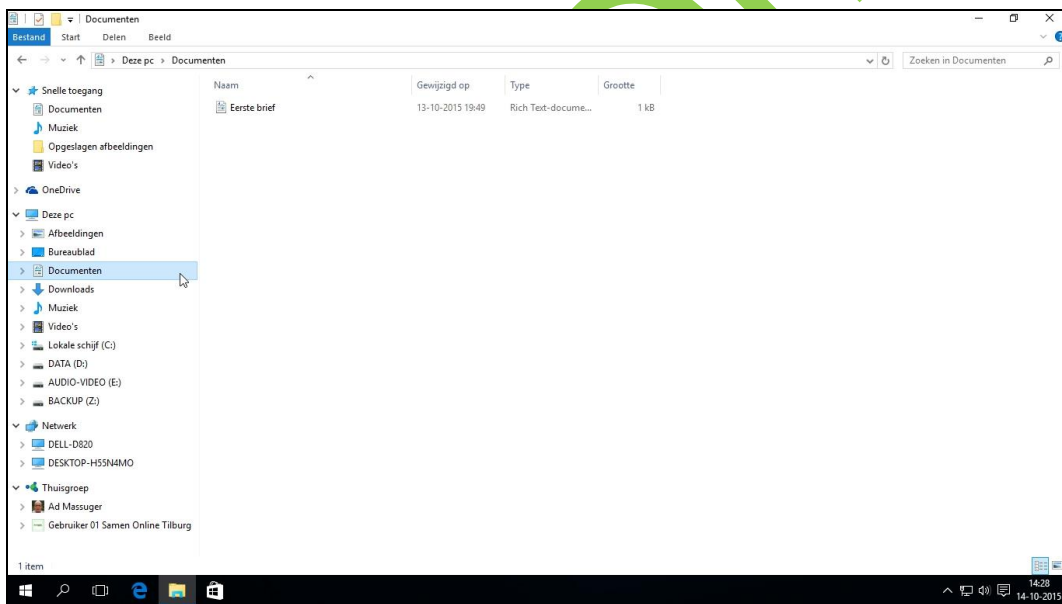 Documenten
Bestand Start Delen Beeld
Deze pc Documenten
Zoeken in Documenten
Naam Gewijzigd op Type Grootte
Eerste brief 13-10-2015 19:49 Rich Text-docume... 1 kB
Snelle toegang
Documenten
Muziek
Opgeslagen afbeeldingen
Video's
OneDrive
Deze pc
Afbeeldingen
Bureaublad
Documenten
Downloads
Muziek
Video's
Lokale schijf (C:)
DATA (D:)
AUDIO-VIDEO (E:)
BACKUP (Z:)
Netwerk
DELL-D820
DESKTOP-H55N4MO
Thuisgroep
Ad Massuger
Gebruiker 01 Samen Online Tilburg
1 item
14:28
14-10-2015